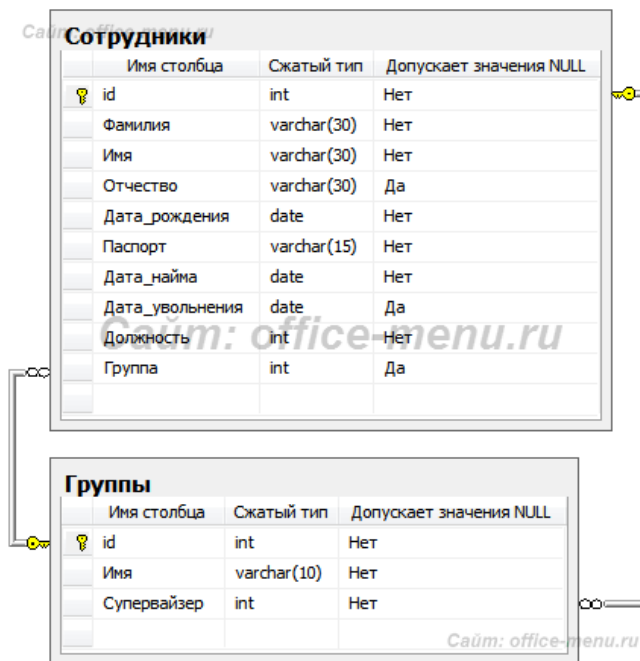 Сайт: office-menu.ru
Сотрудники
Имя столбца Сжатый тип Допускает значения NULL
id int Нет
Фамилия varchar(30) Нет
Имя varchar(30) Нет
Отчество varchar(30) Да
Дата_рождения date Нет
Паспорт varchar(15) Нет
Дата_найма date Нет
Дата_увольнения date Да
Сайт: office-menu.ru
Должность int Нет
Группа int Да
Группы
Имя столбца Сжатый тип Допускает значения NULL
id int Нет
Имя varchar(10) Нет
Супервайзер int Нет
Сайт: office-menu.ru